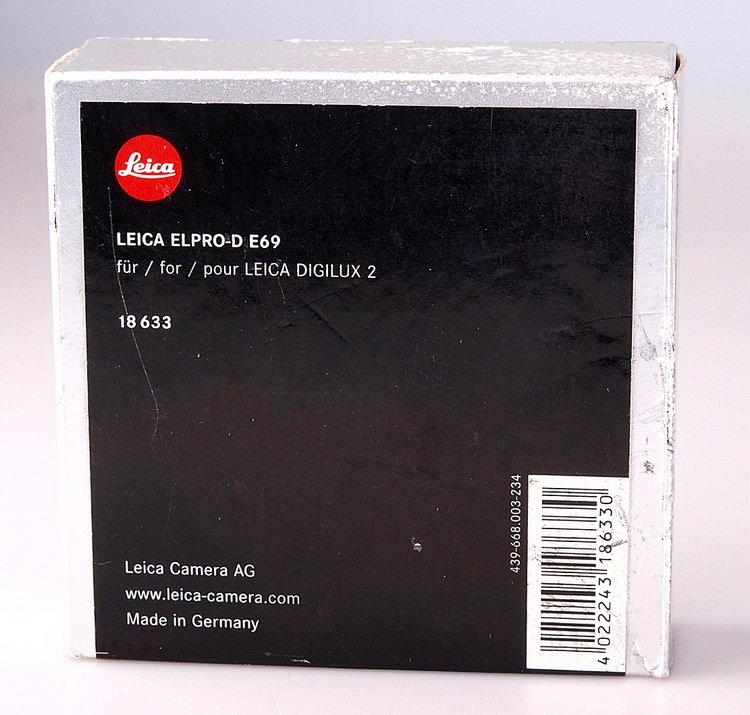 Leica
LEICA ELPRO-D E69
für / for / pour LEICA DIGILUX 2
18 633
Leica Camera AG
www.leica-camera.com
Made in Germany
439-668.003-234
4 022243 186330